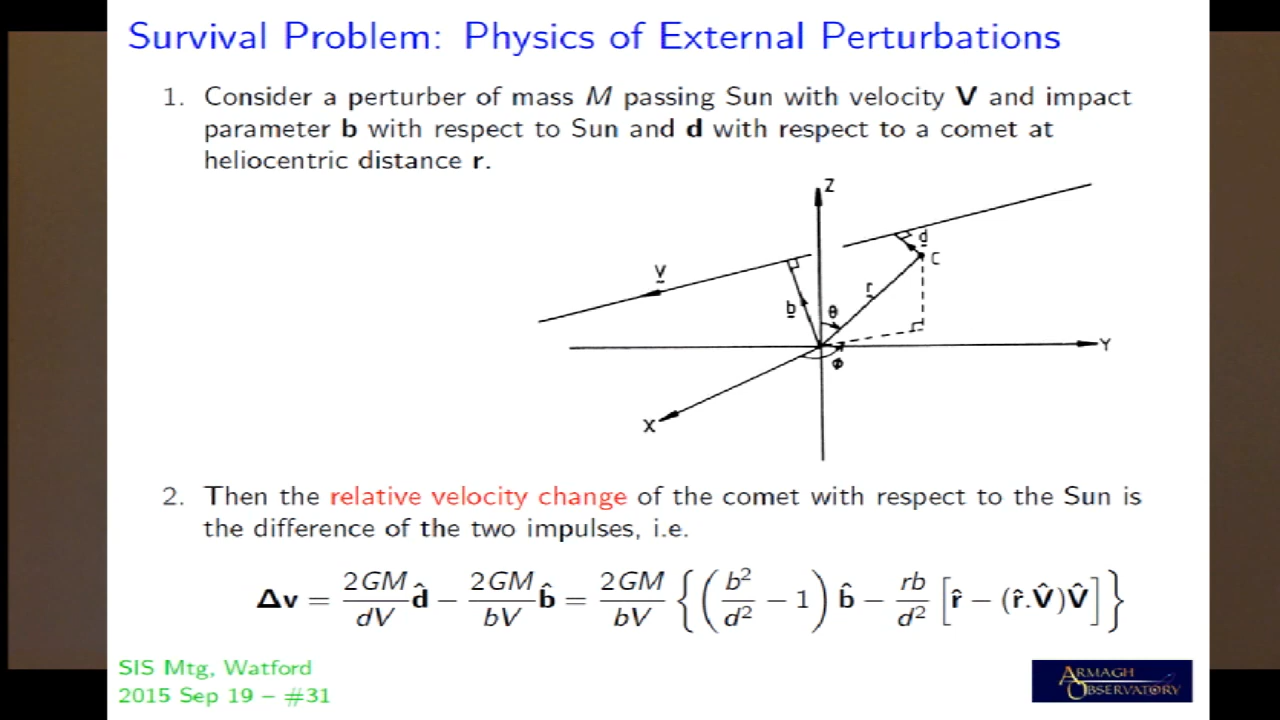 Survival Problem: Physics of External Perturbations
1. Consider a perturber of mass M passing Sun with velocity V and impact
parameter b with respect to Sun and d with respect to a comet at
heliocentric distance r.
Z
d
C
V
r
b
θ
Y
Φ
X
2. Then the relative velocity change of the comet with respect to the Sun is
the difference of the two impulses, i.e.
Δv = 2GM/dV d̂ − 2GM/bV b̂ = 2GM/bV {(b²/d² − 1) b̂ − rb/d² [r̂ − (r̂.V̂)V̂]}
SIS Mtg, Watford
2015 Sep 19 – #31
ARMAGH
OBSERVATORY